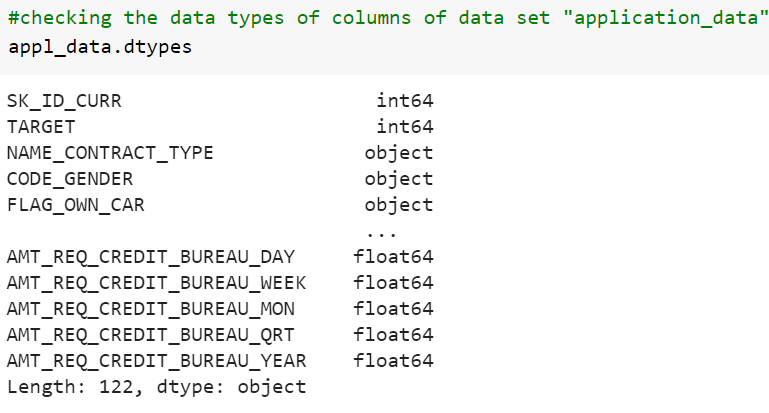 #checking the data types of columns of data set "application_data"
appl_data.dtypes
SK_ID_CURR int64
TARGET int64
NAME_CONTRACT_TYPE object
CODE_GENDER object
FLAG_OWN_CAR object
...
AMT_REQ_CREDIT_BUREAU_DAY float64
AMT_REQ_CREDIT_BUREAU_WEEK float64
AMT_REQ_CREDIT_BUREAU_MON float64
AMT_REQ_CREDIT_BUREAU_QRT float64
AMT_REQ_CREDIT_BUREAU_YEAR float64
Length: 122, dtype: object